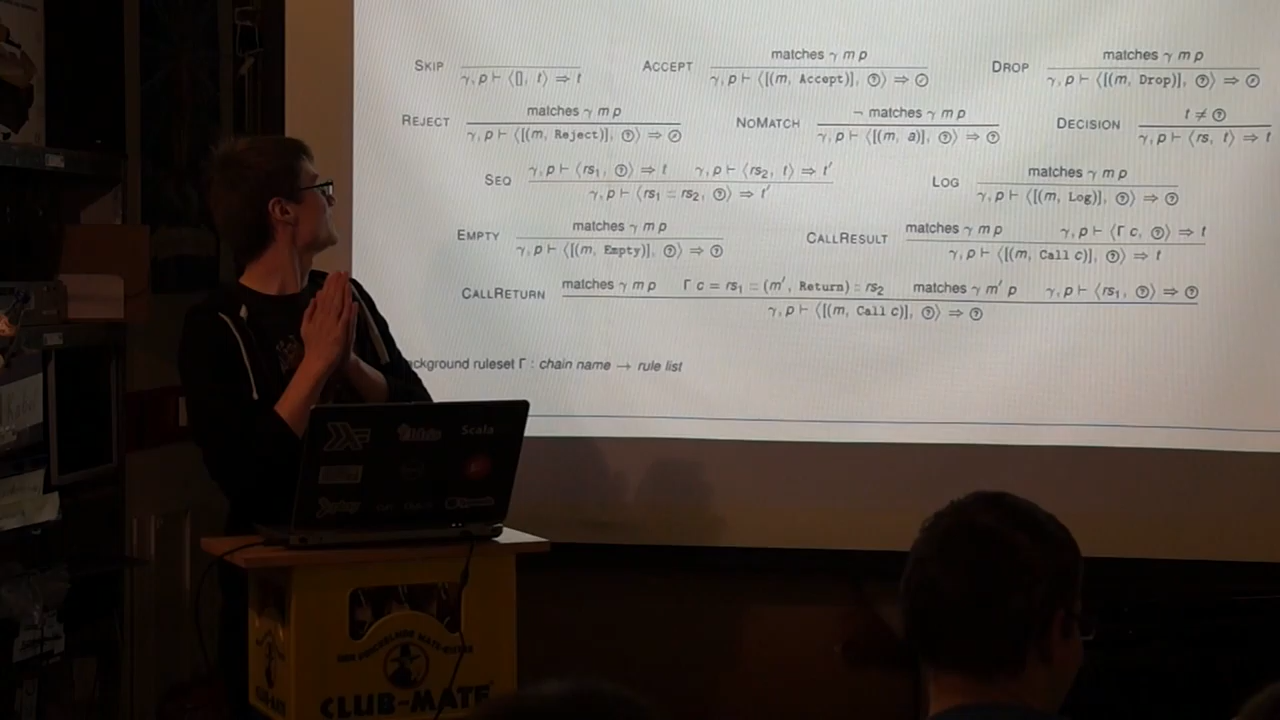 SKIP γ, p ⊢ ⟨[], t⟩ ⇒ t
ACCEPT matches γ m p
γ, p ⊢ ⟨[(m, Accept)], ?⟩ ⇒ ✓
DROP matches γ m p
γ, p ⊢ ⟨[(m, Drop)], ?⟩ ⇒ ✗
REJECT matches γ m p
γ, p ⊢ ⟨[(m, Reject)], ?⟩ ⇒ ✗
NOMATCH ¬ matches γ m p
γ, p ⊢ ⟨[(m, a)], ?⟩ ⇒ ?
DECISION t ≠ ?
γ, p ⊢ ⟨rs, t⟩ ⇒ t
SEQ γ, p ⊢ ⟨rs₁, ?⟩ ⇒ t γ, p ⊢ ⟨rs₂, t⟩ ⇒ t′
γ, p ⊢ ⟨rs₁ ::: rs₂, ?⟩ ⇒ t′
LOG matches γ m p
γ, p ⊢ ⟨[(m, Log)], ?⟩ ⇒ ?
EMPTY matches γ m p
γ, p ⊢ ⟨[(m, Empty)], ?⟩ ⇒ ?
CALLRESULT matches γ m p γ, p ⊢ ⟨Γ c, ?⟩ ⇒ t
γ, p ⊢ ⟨[(m, Call c)], ?⟩ ⇒ t
CALLRETURN matches γ m p Γ c = rs₁ ::: (m′, Return) :: rs₂ matches γ m′ p γ, p ⊢ ⟨rs₁, ?⟩ ⇒ ?
γ, p ⊢ ⟨[(m, Call c)], ?⟩ ⇒ ?
ckground ruleset Γ : chain name → rule list
Scala
CLUB-MATE